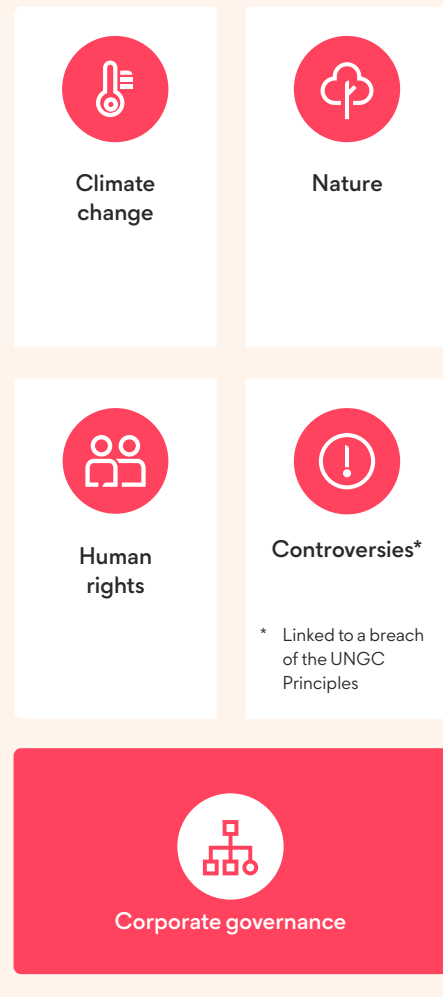 Climate
change
Nature
Human
rights
Controversies*
* Linked to a breach
of the UNGC
Principles
Corporate governance